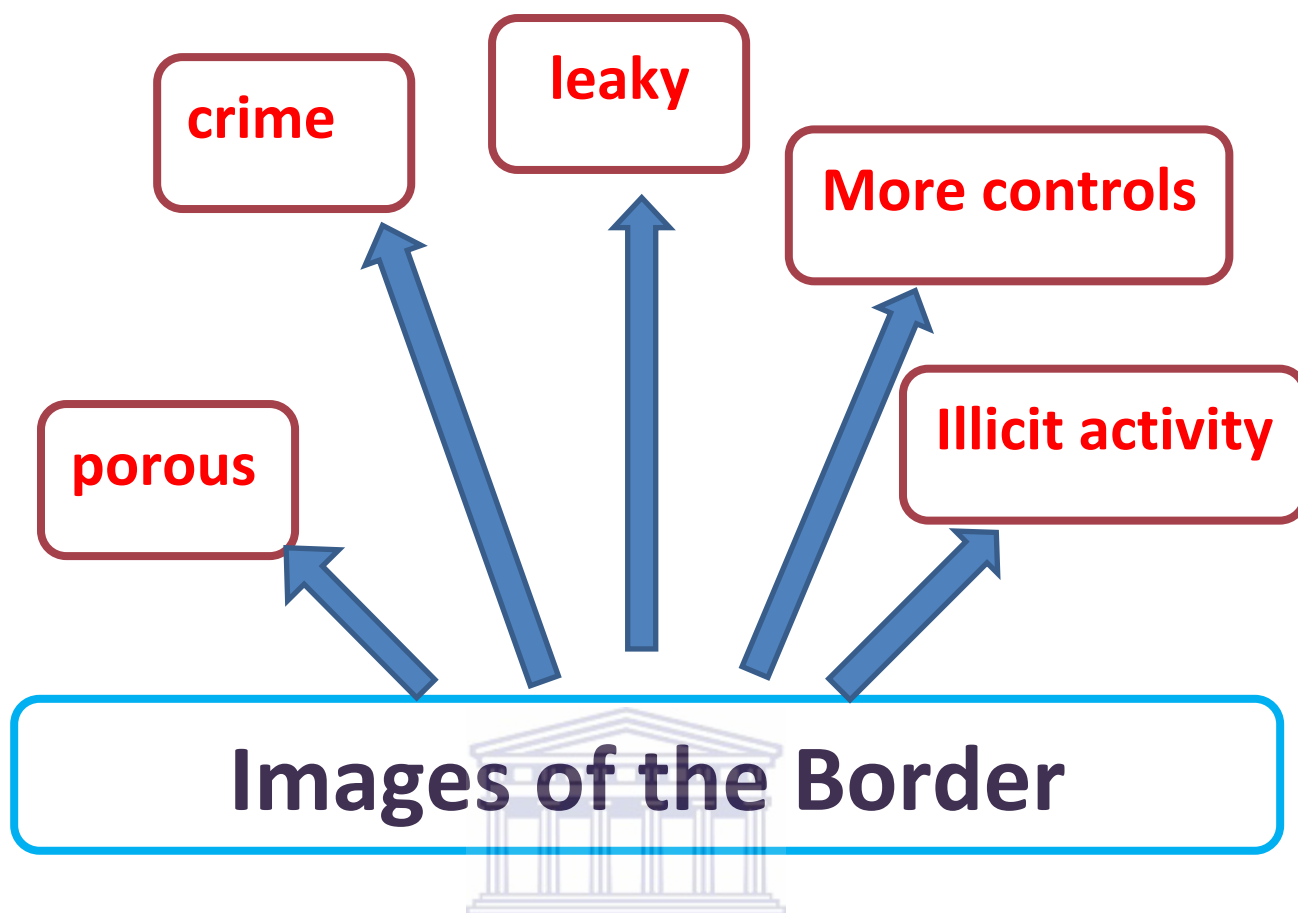 leaky
crime
More controls
Illicit activity
porous
Images of the Border